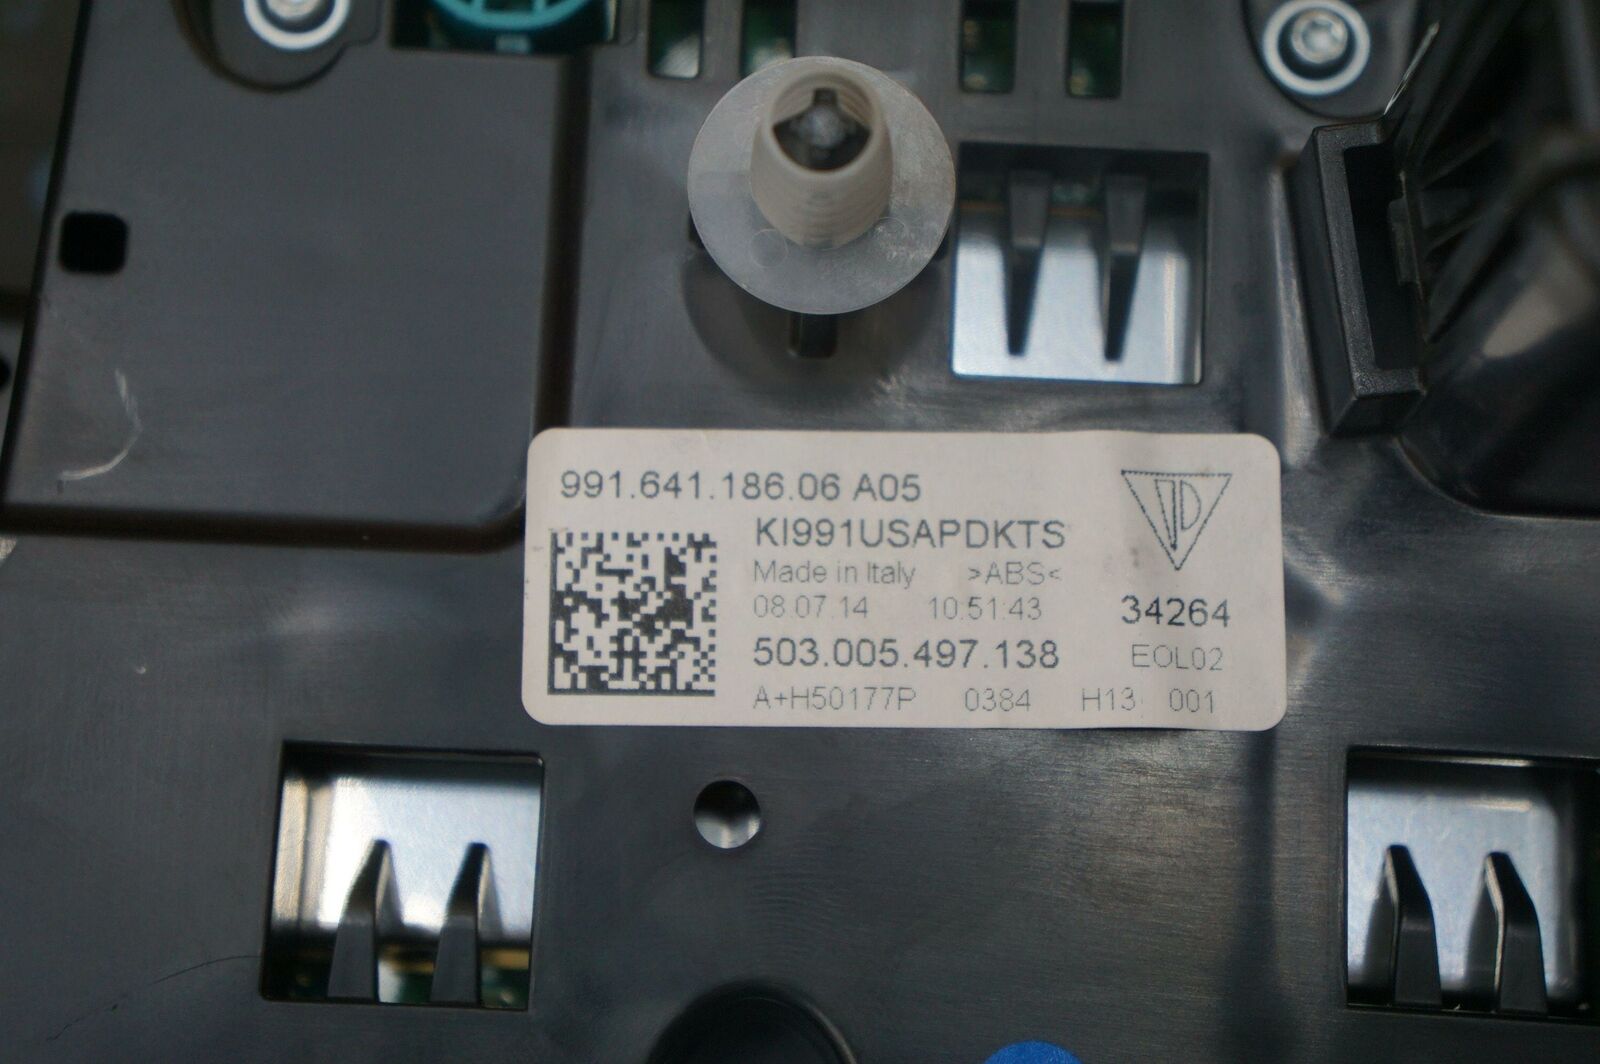 991.641.186.06 A05
KI991USAPDKTS
Made in Italy >ABS<
08.07.14 10:51:43 34264
503.005.497.138 EOL02
A+H50177P 0384 H13 001